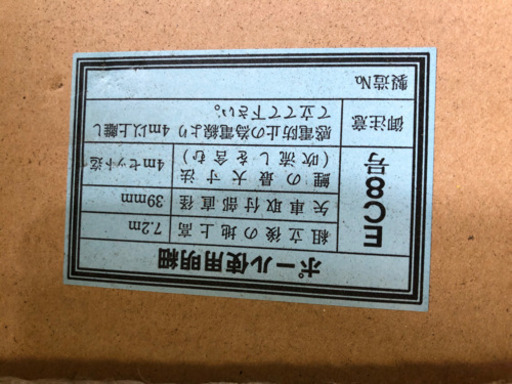 ポール使用明細
EC8号
組立後の地上高 7.2m
矢車取付部直径 39mm
鯉の最大寸法 4mセット迄
(吹流しを含む)
御注意
感電防止の為電線より4m以上離し
て立てて下さい。
製造No.